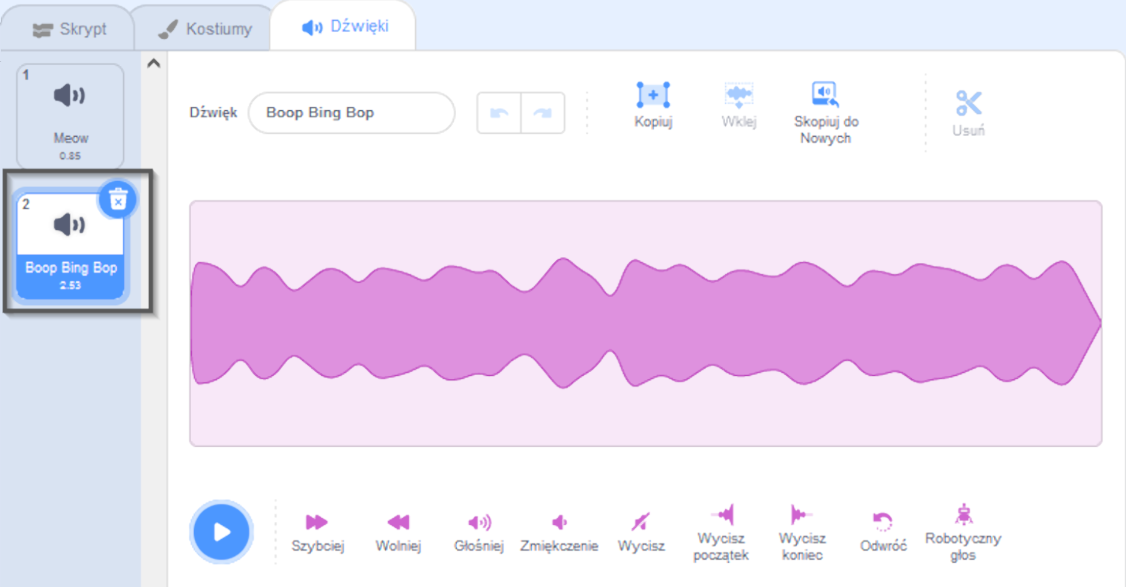 Skrypt
Kostiumy
Dźwięki
1
Meow
0.85
2
Boop Bing Bop
2.53
Dźwięk
Boop Bing Bop
Kopiuj
Wklej
Skopiuj do
Nowych
Usuń
Szybciej
Wolniej
Głośniej
Zmiękczenie
Wycisz
Wycisz
początek
Wycisz
koniec
Odwróć
Robotyczny
głos